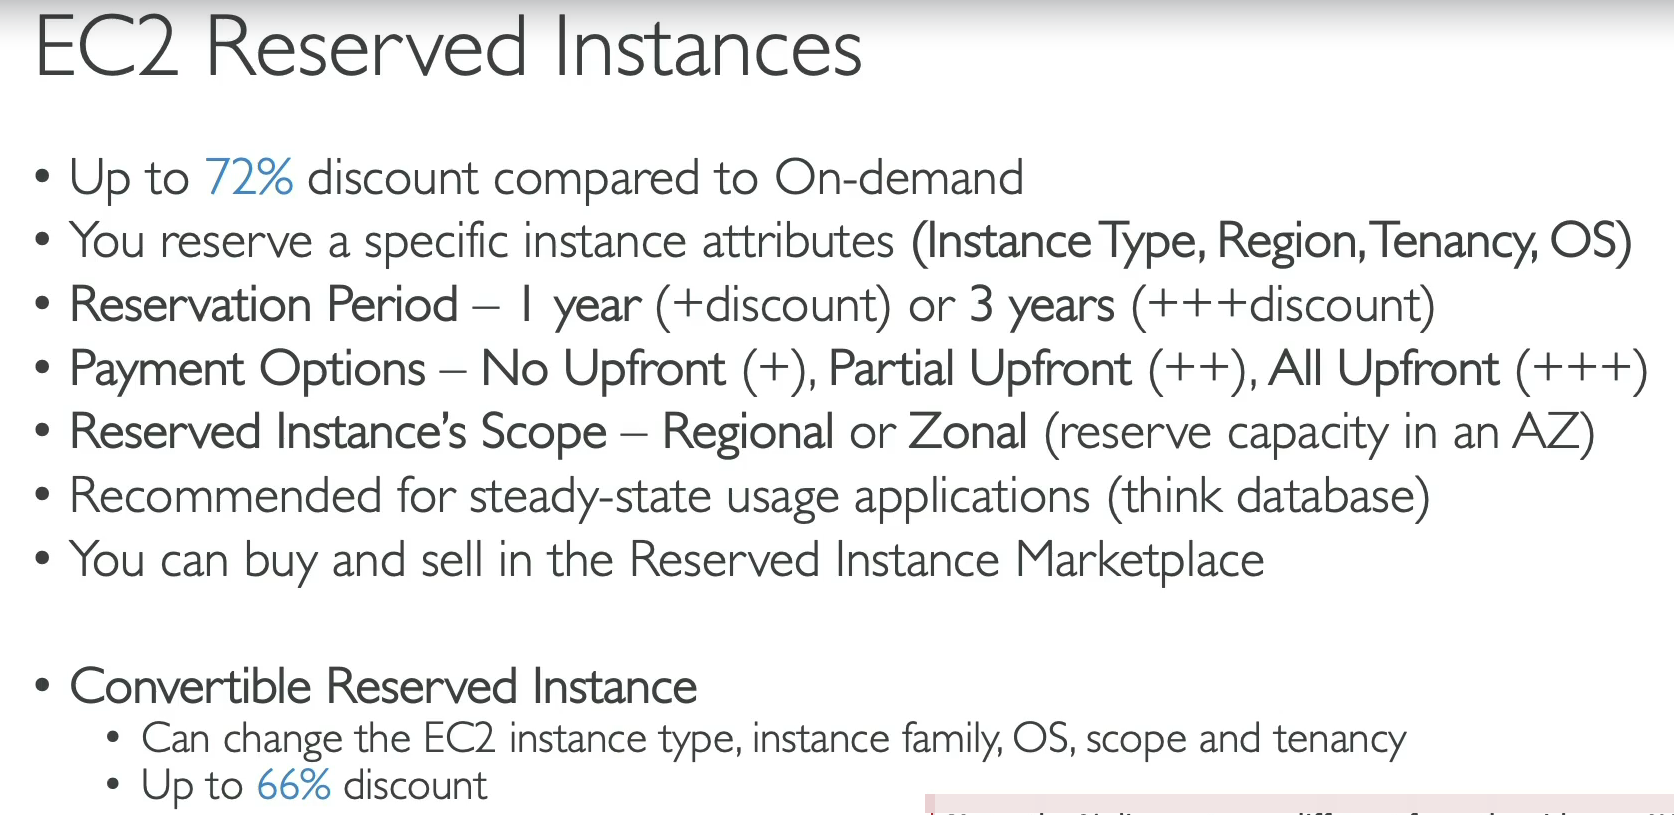 EC2 Reserved Instances
• Up to 72% discount compared to On-demand
• You reserve a specific instance attributes (Instance Type, Region, Tenancy, OS)
• Reservation Period – 1 year (+discount) or 3 years (+++discount)
• Payment Options – No Upfront (+), Partial Upfront (++), All Upfront (+++)
• Reserved Instance’s Scope – Regional or Zonal (reserve capacity in an AZ)
• Recommended for steady-state usage applications (think database)
• You can buy and sell in the Reserved Instance Marketplace
• Convertible Reserved Instance
• Can change the EC2 instance type, instance family, OS, scope and tenancy
• Up to 66% discount